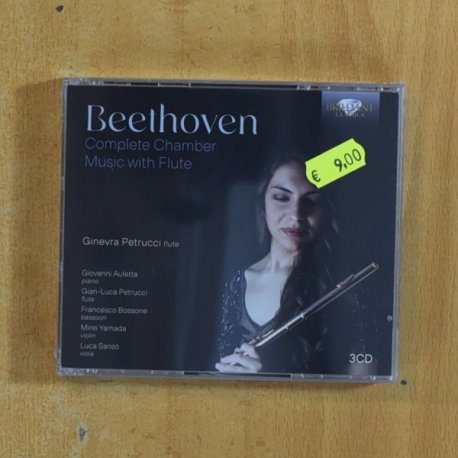 Beethoven
Complete Chamber
Music with Flute
BRILLIANT
CLASSICS
€ 9,00
Ginevra Petrucci flute
Giovanni Auletta
piano
Gian-Luca Petrucci
flute
Francesco Bossone
bassoon
Mirei Yamada
violin
Luca Sanzò
viola
3CD